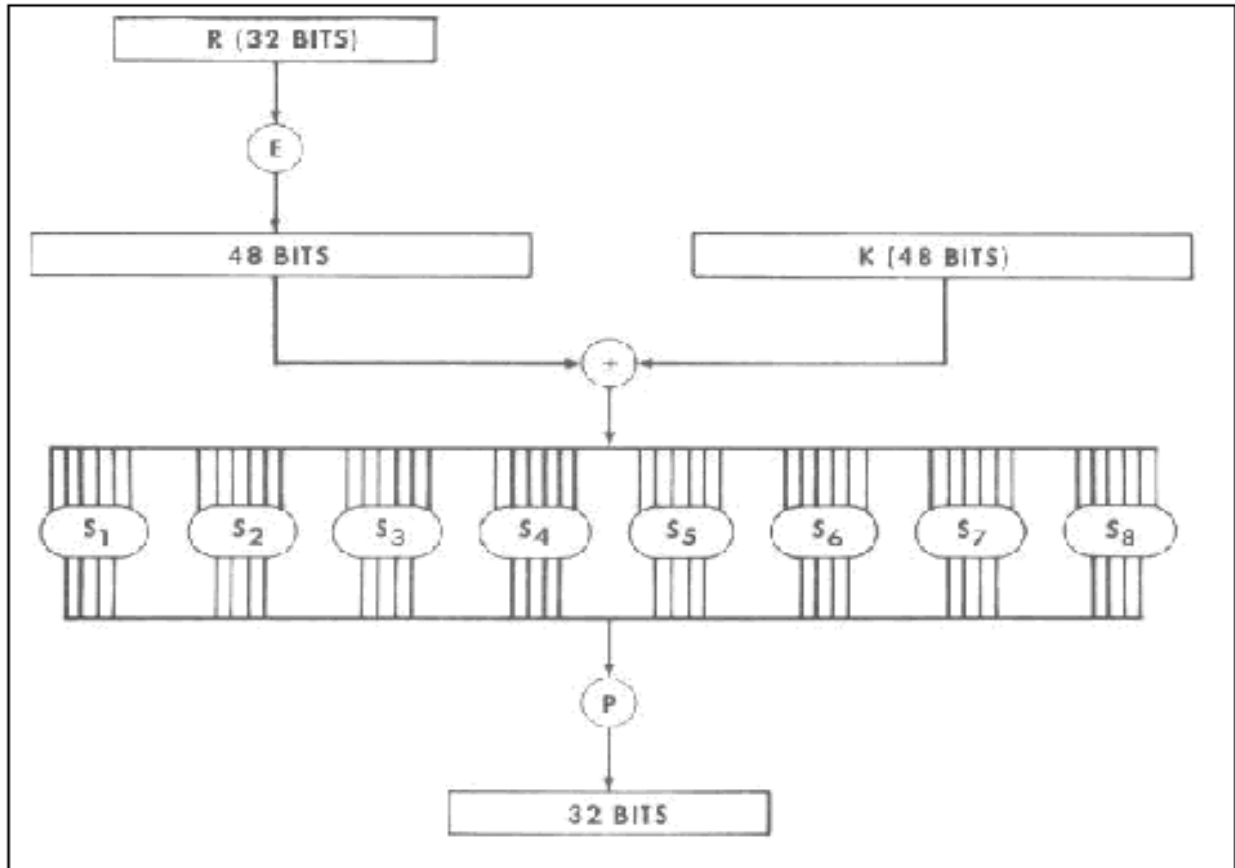 R (32 BITS)
E
48 BITS
K (48 BITS)
+
S1 S2 S3 S4 S5 S6 S7 S8
P
32 BITS